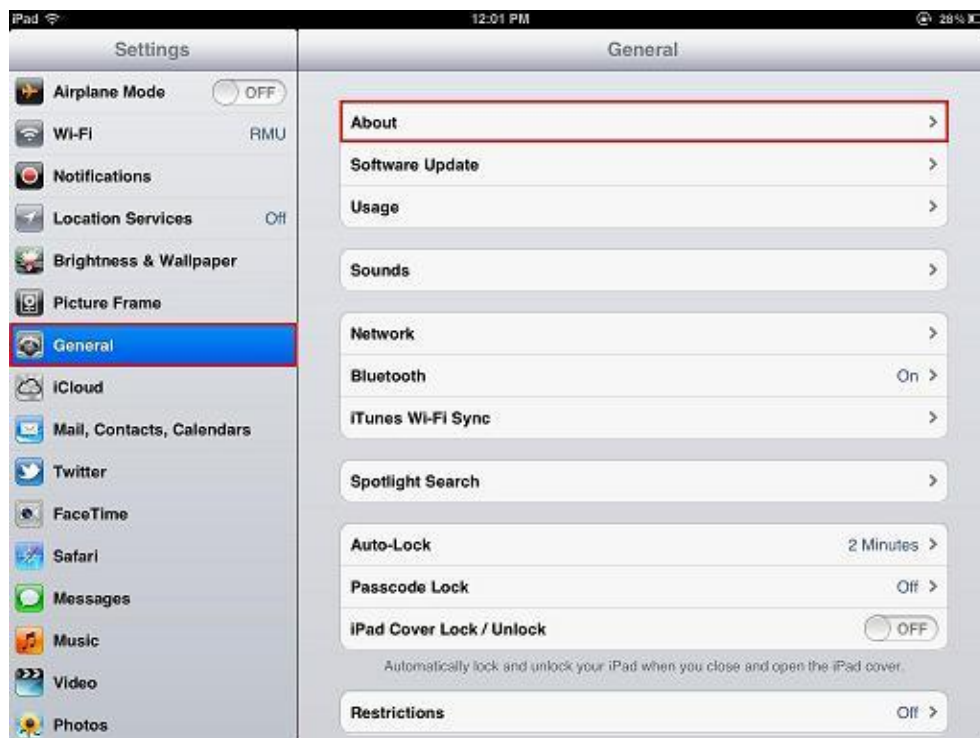 iPad 12:01 PM 28%
Settings
Airplane Mode OFF
Wi-Fi RMU
Notifications
Location Services Off
Brightness & Wallpaper
Picture Frame
General
iCloud
Mail, Contacts, Calendars
Twitter
FaceTime
Safari
Messages
Music
Video
Photos
General
About
Software Update
Usage
Sounds
Network
Bluetooth On
iTunes Wi-Fi Sync
Spotlight Search
Auto-Lock 2 Minutes
Passcode Lock Off
iPad Cover Lock / Unlock OFF
Automatically lock and unlock your iPad when you close and open the iPad cover.
Restrictions Off